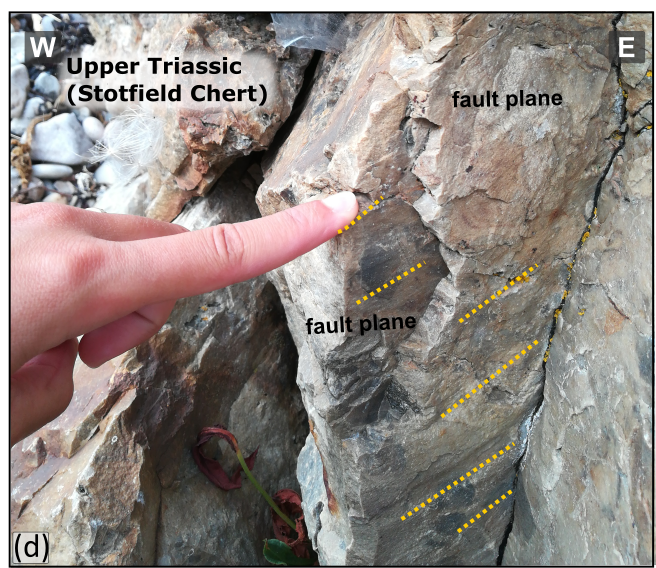 W
E
Upper Triassic
(Stotfield Chert)
fault plane
fault plane
(d)